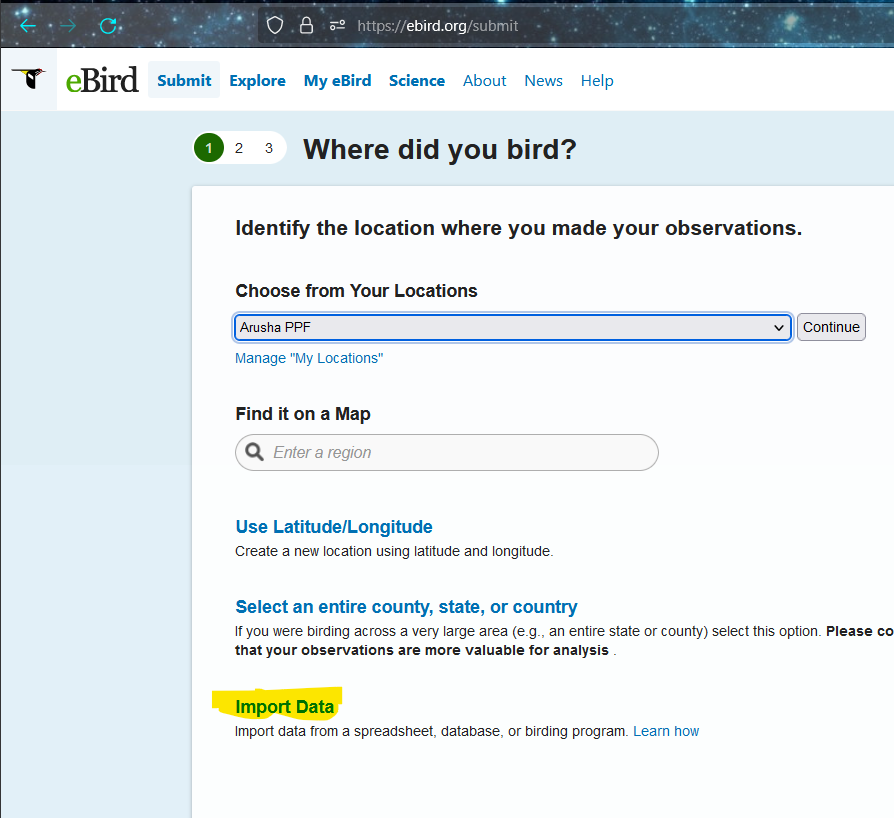 https://ebird.org/submit
eBird Submit Explore My eBird Science About News Help
1 2 3 Where did you bird?
Identify the location where you made your observations.
Choose from Your Locations
Arusha PPF Continue
Manage "My Locations"
Find it on a Map
Enter a region
Use Latitude/Longitude
Create a new location using latitude and longitude.
Select an entire county, state, or country
If you were birding across a very large area (e.g., an entire state or county) select this option. Please co
that your observations are more valuable for analysis .
Import Data
Import data from a spreadsheet, database, or birding program. Learn how